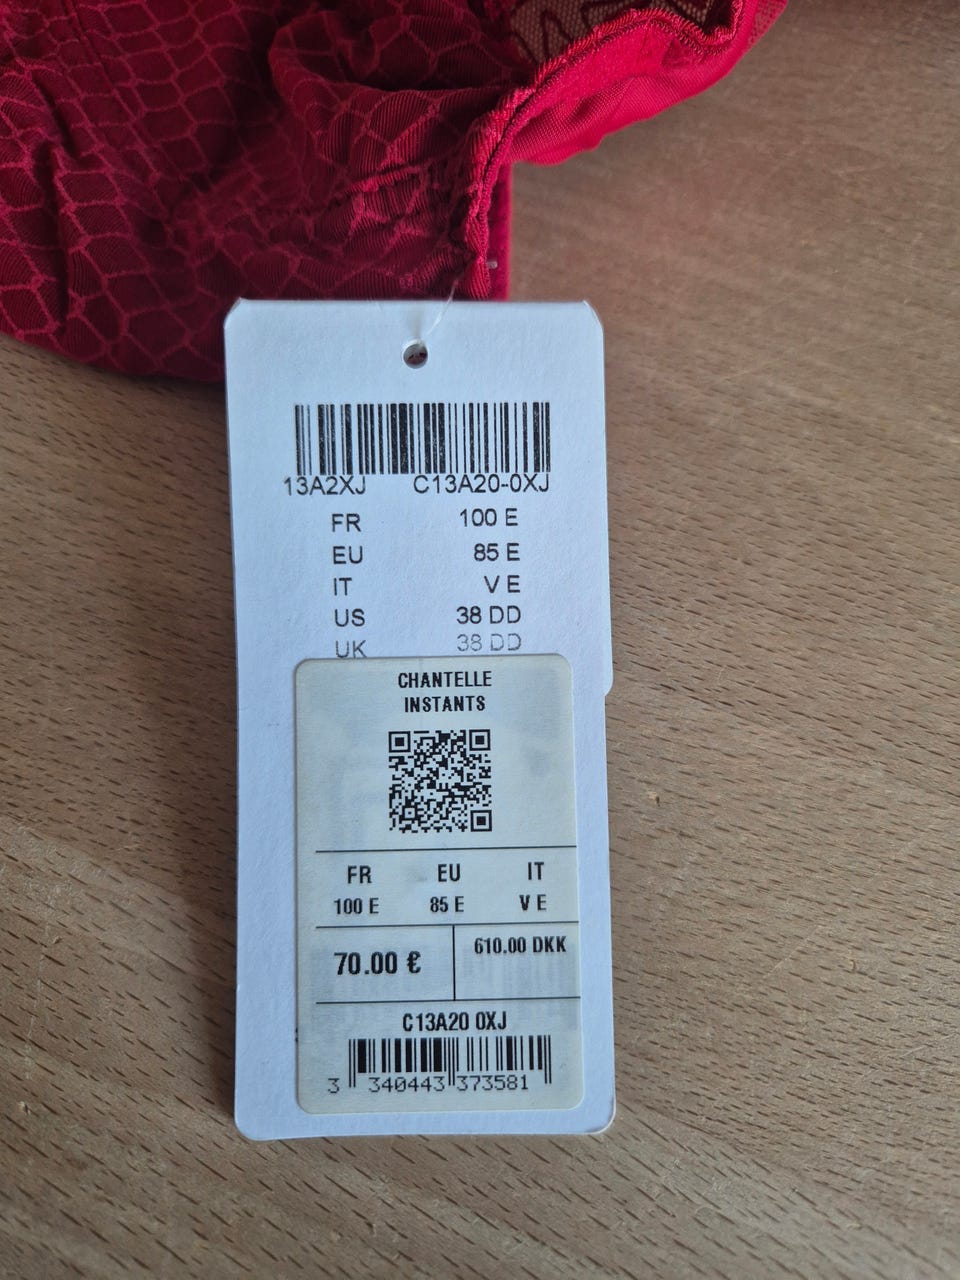 13A2XJ C13A20-0XJ
FR 100 E
EU 85 E
IT V E
US 38 DD
UK 38 DD
CHANTELLE
INSTANTS
FR EU IT
100 E 85 E V E
70.00 € 610.00 DKK
C13A20 0XJ
3 340443 373581